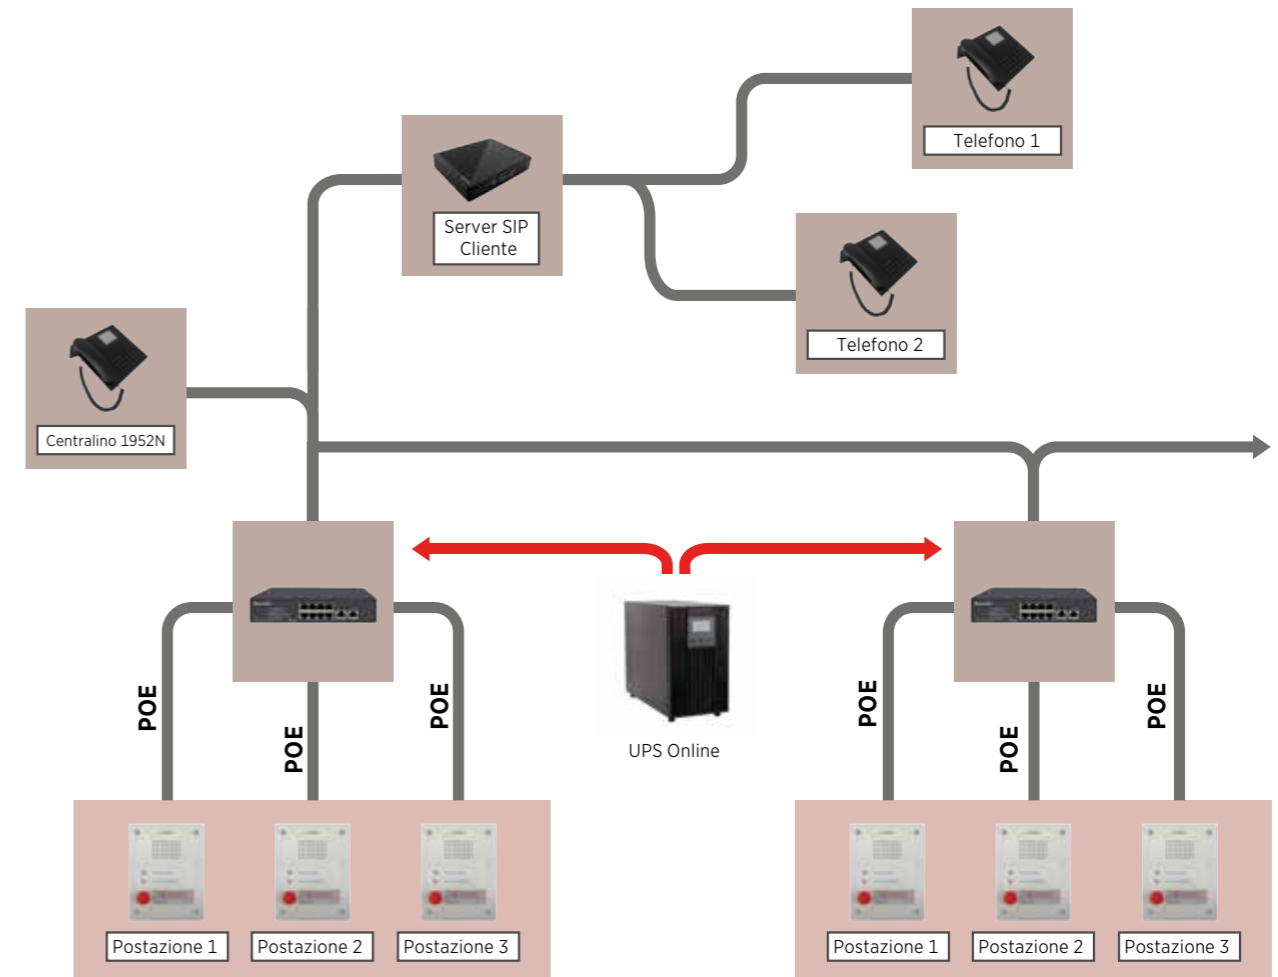 Telefono 1
Server SIP
Cliente
Telefono 2
Centralino 1952N
POE
POE
POE
UPS Online
POE
POE
POE
Postazione 1
Postazione 2
Postazione 3
Postazione 1
Postazione 2
Postazione 3